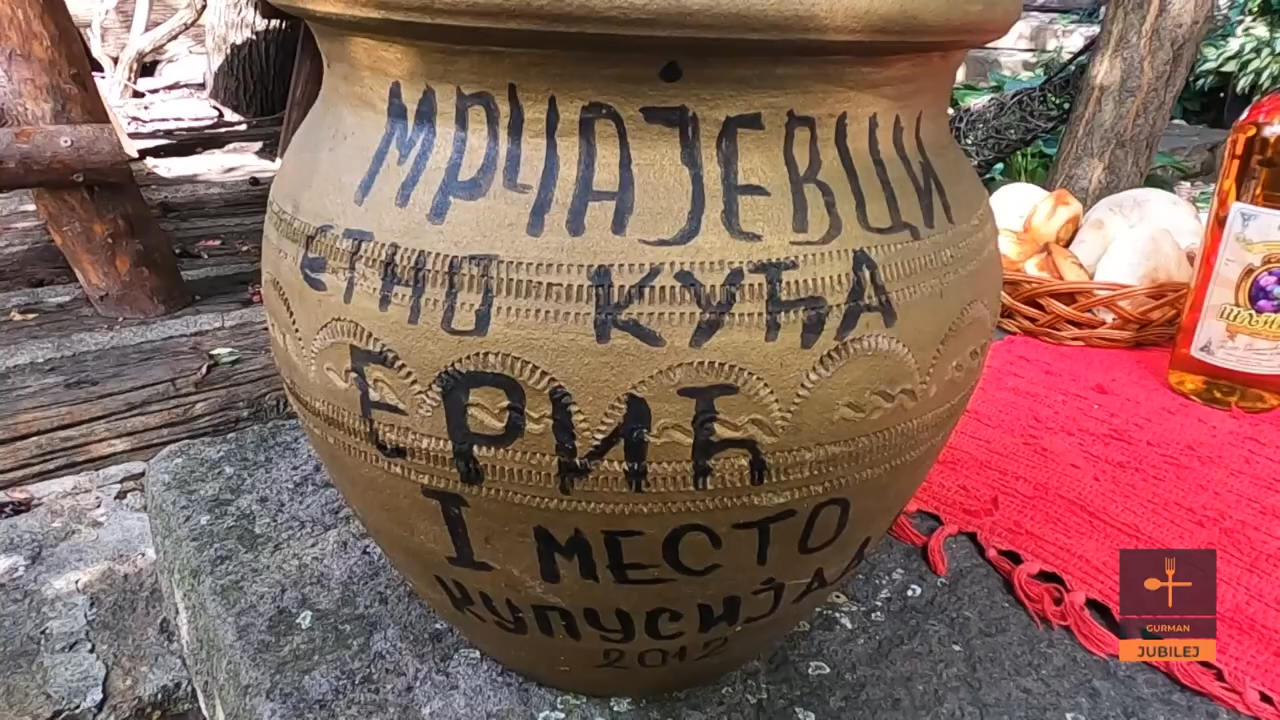 МРЧАЈЕВЦИ
ЕТНО КУЋА
ЕРИЋ
I МЕСТО
КУПУСИЈАДА
2012
GURMAN
JUBILEJ